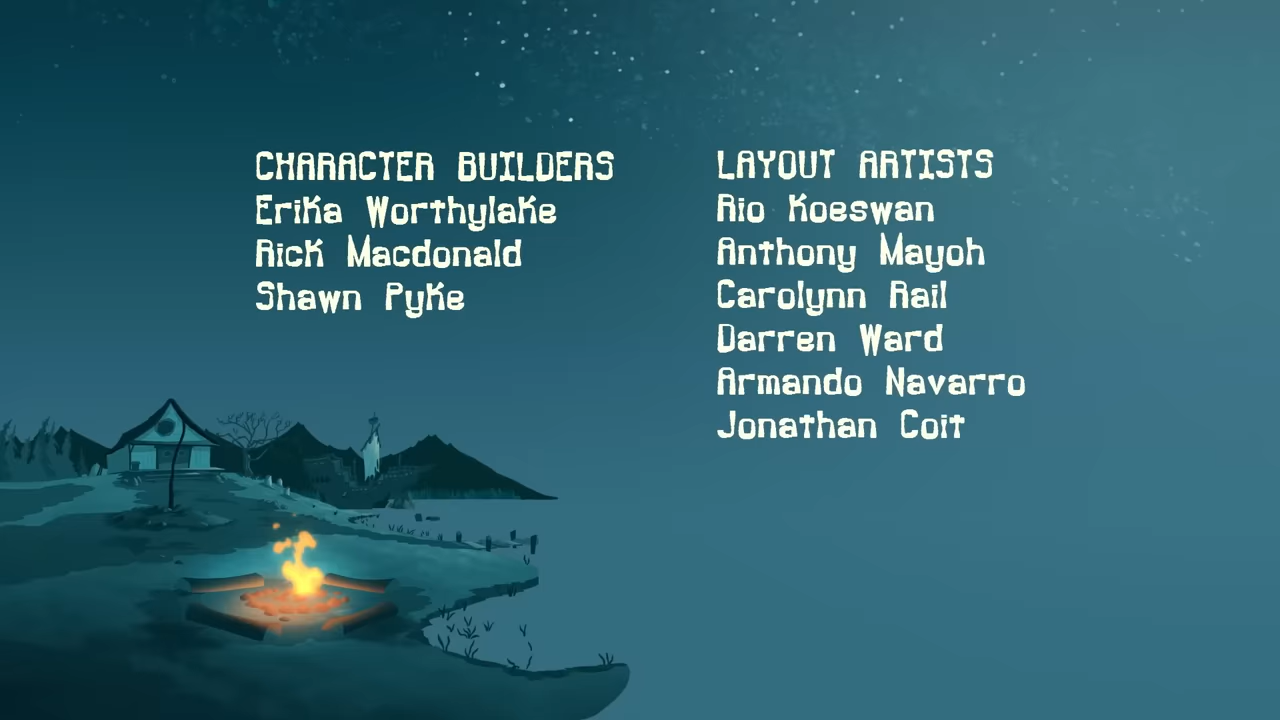 CHARACTER BUILDERS
Erika Worthylake
Rick Macdonald
Shawn Pyke
LAYOUT ARTISTS
Rio Koeswan
Anthony Mayoh
Carolynn Rail
Darren Ward
Armando Navarro
Jonathan Coit